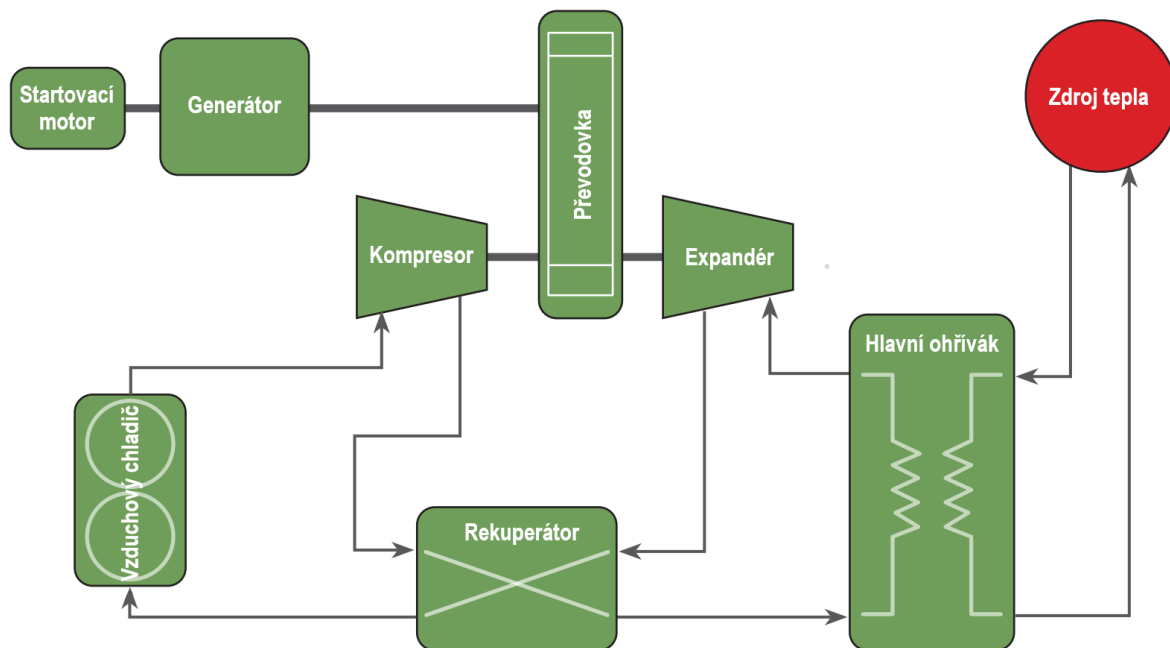 Startovací
motor
Generátor
Převodovka
Zdroj tepla
Kompresor
Expandér
Hlavní ohřívák
Vzduchový chladič
Rekuperátor